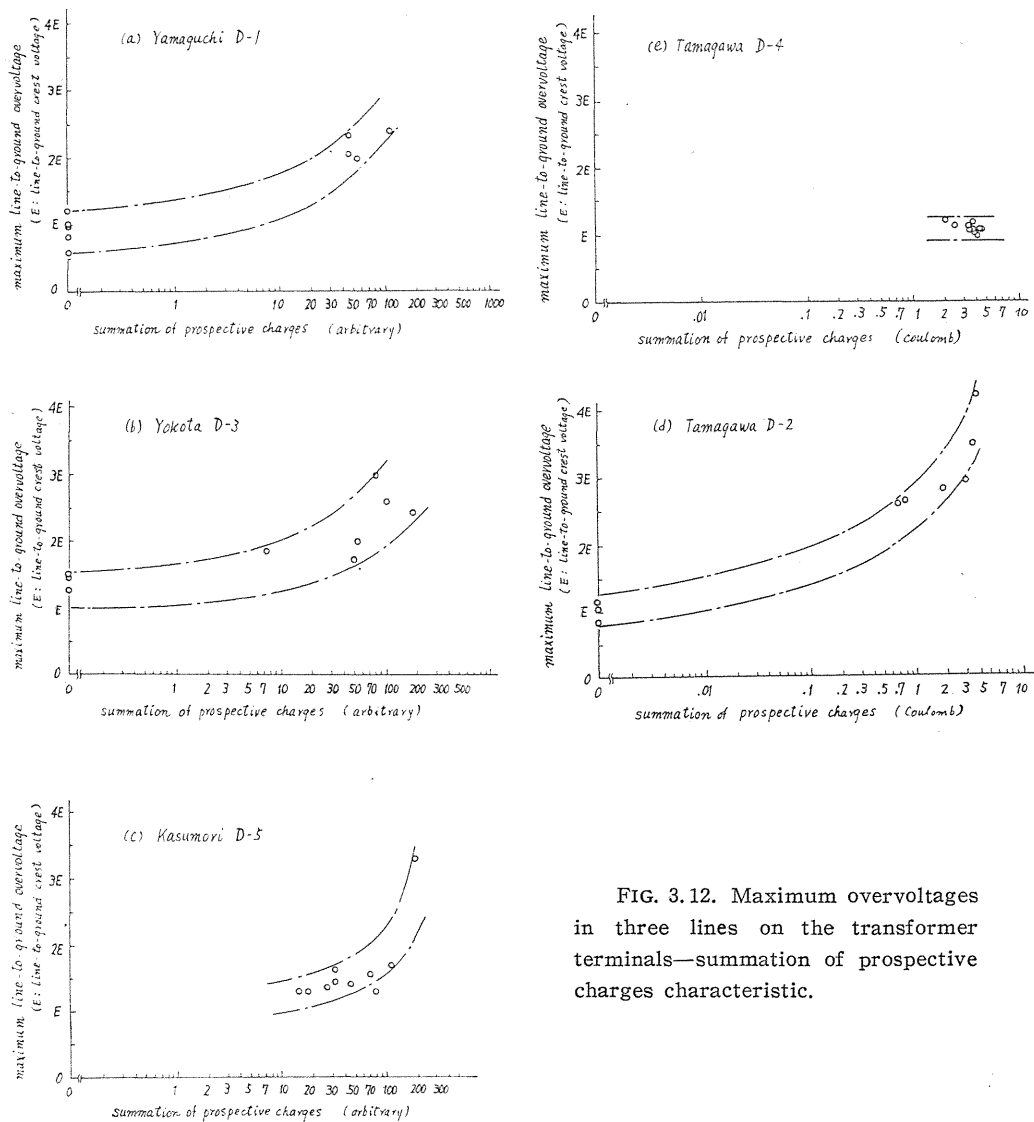 (a) Yamaguchi D-1
maximum line-to-ground overvoltage
(E: line-to-ground crest voltage)
4E
3E
2E
E
0
0 1 10 20 30 50 70 100 200 300 500 1000
summation of prospective charges (arbitrary)
(e) Tamagawa D-4
maximum line-to-ground overvoltage
(E: line-to-ground crest voltage)
4E
3E
2E
E
0
0 .01 .1 .2 .3 .5 .7 1 2 3 5 7 10
summation of prospective charges (coulomb)
(b) Yokota D-3
maximum line-to-ground overvoltage
(E: line-to-ground crest voltage)
4E
3E
2E
E
0
0 1 2 3 5 7 10 20 30 50 70 100 200 300 500
summation of prospective charges (arbitrary)
(d) Tamagawa D-2
maximum line-to-ground overvoltage
(E: line-to-ground crest voltage)
4E
3E
2E
E
0
0 .01 .1 .2 .3 .5 .7 1 2 3 5 7 10
summation of prospective charges (Coulomb)
(c) Kasumori D-5
maximum line-to-ground overvoltage
(E: line-to-ground crest voltage)
4E
3E
2E
E
0
0 1 2 3 5 7 10 20 30 50 70 100 200 300
summation of prospective charges (arbitrary)
FIG. 3.12. Maximum overvoltages
in three lines on the transformer
terminals—summation of prospective
charges characteristic.